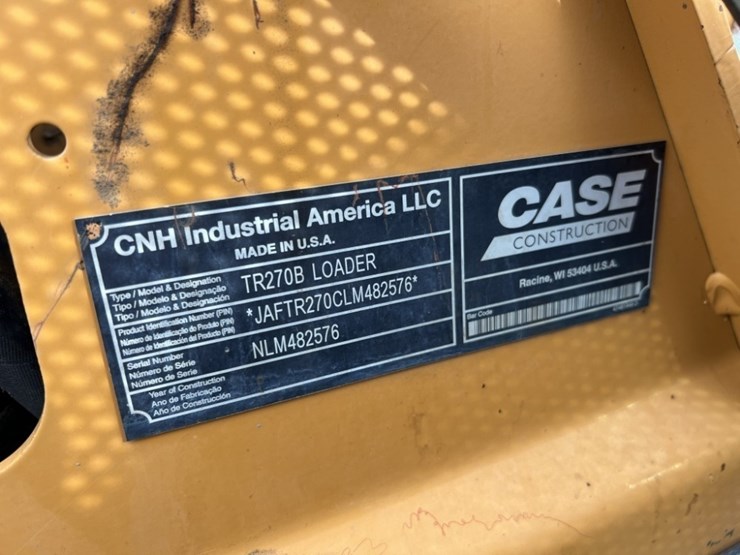 CNH Industrial America LLC
MADE IN U.S.A.
Type / Model & Designation
Tipo / Modelo & Designação
Tipo / Modelo & Designación
TR270B LOADER
Product Identification Number (PIN)
Número de Identificação do Produto (PIN)
Número de Identificación del Producto (PIN)
*JAFTR270CLM482576*
Serial Number
Número de Série
Número de Serie
NLM482576
Year of Construction
Ano de Fabricação
Año de Construcción
CASE
CONSTRUCTION
Racine, WI 53404 U.S.A.
Bar Code